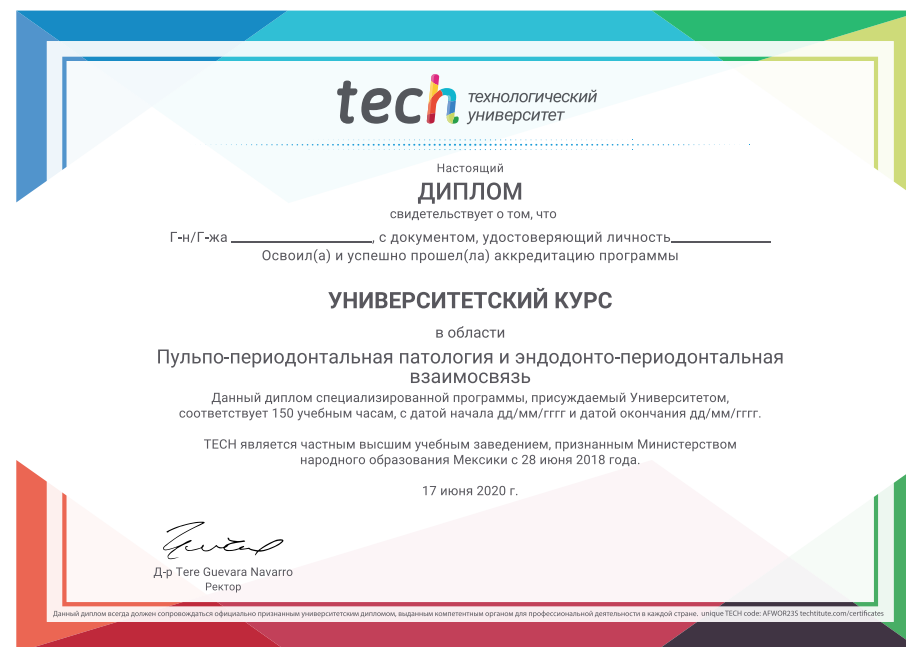 tech технологический
университет
Настоящий
ДИПЛОМ
свидетельствует о том, что
Г-н/Г-жа ____________________, с документом, удостоверяющий личность______________
Освоил(а) и успешно прошел(ла) аккредитацию программы
УНИВЕРСИТЕТСКИЙ КУРС
в области
Пульпо-периодонтальная патология и эндодонто-периодонтальная
взаимосвязь
Данный диплом специализированной программы, присуждаемый Университетом,
соответствует 150 учебным часам, с датой начала дд/мм/гггг и датой окончания дд/мм/гггг.
TECH является частным высшим учебным заведением, признанным Министерством
народного образования Мексики с 28 июня 2018 года.
17 июня 2020 г.
Д-р Tere Guevara Navarro
Ректор
Данный диплом всегда должен сопровождаться официально признанным университетским дипломом, выданным компетентным органом для профессиональной деятельности в каждой стране. unique TECH code: AFWOR23S techtitute.com/certificates